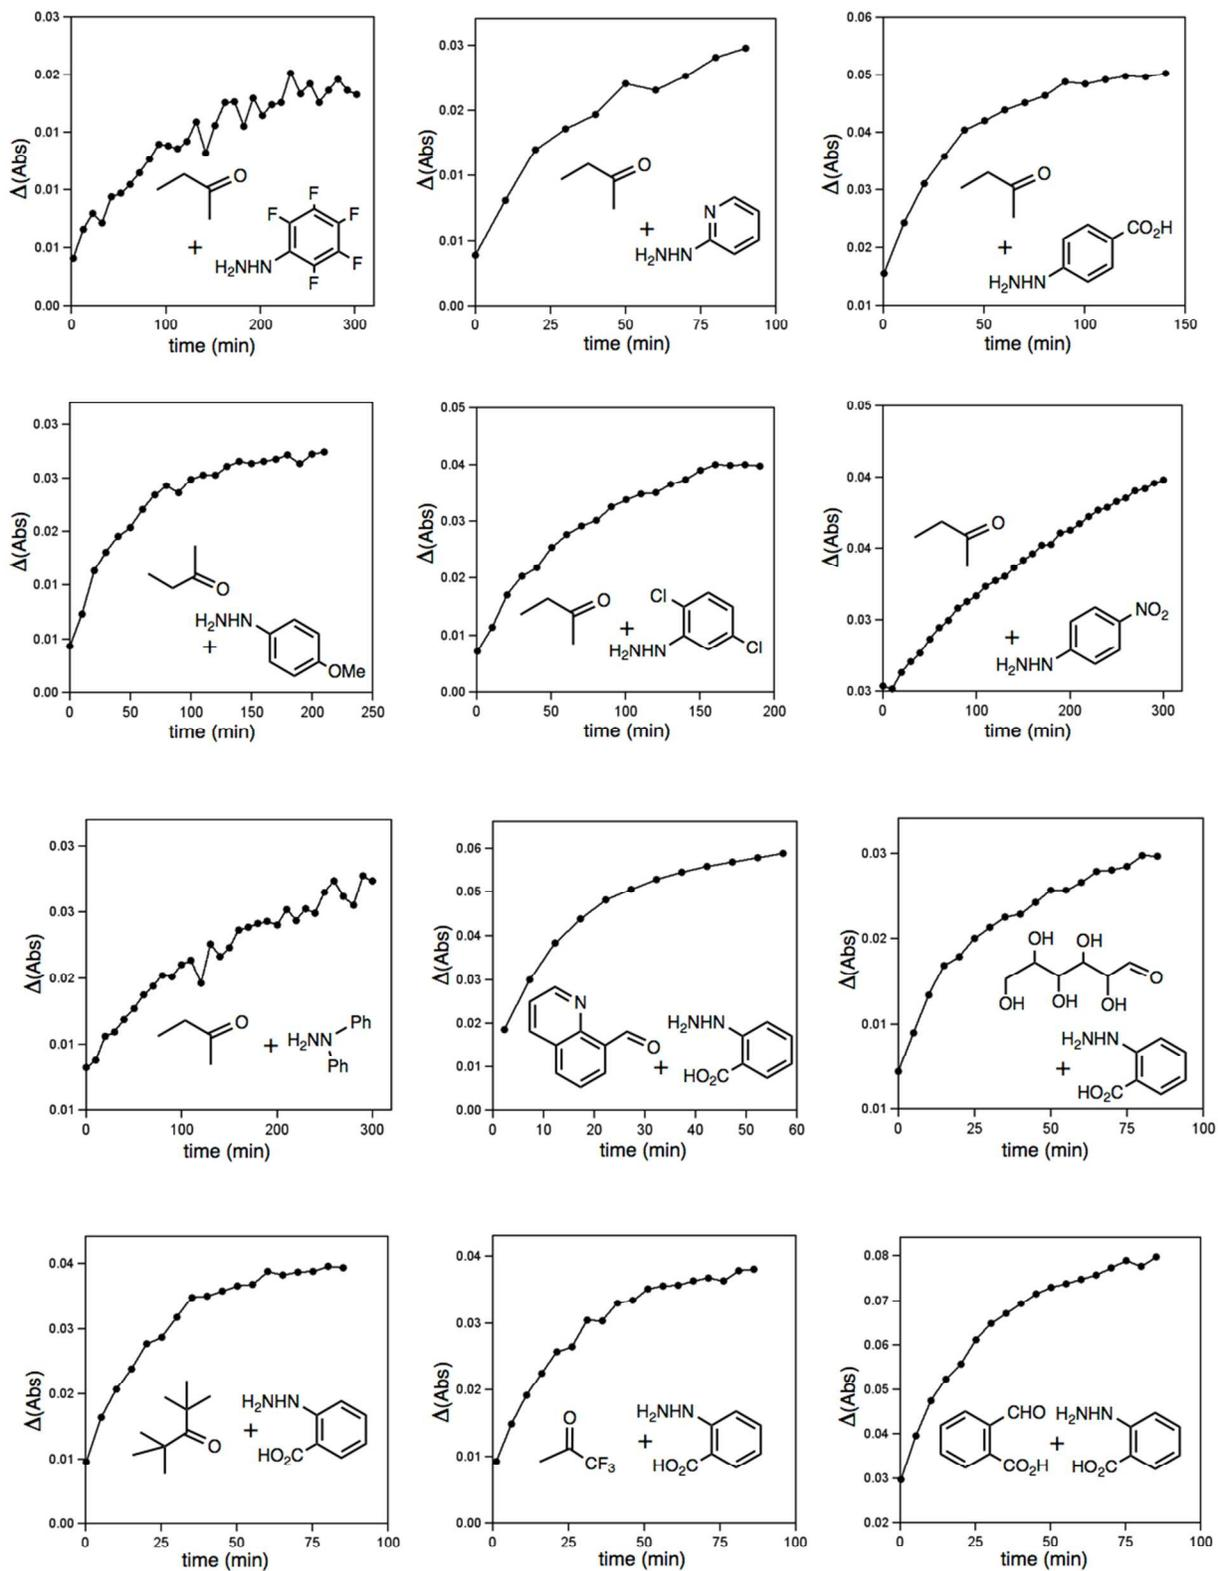 Δ(Abs)
0.03
0.02
0.01
0.01
0.01
0.00
O
+
H₂NHN
F
F
F
F
F
0
100
200
300
time (min)
Δ(Abs)
0.03
0.02
0.01
0.01
0.00
O
+
N
H₂NHN
0
25
50
75
100
time (min)
Δ(Abs)
0.06
0.05
0.04
0.03
0.02
0.01
O
+
CO₂H
H₂NHN
0
50
100
150
time (min)
Δ(Abs)
0.03
0.03
0.02
0.01
0.01
0.00
O
H₂NHN
+
OMe
0
50
100
150
200
250
time (min)
Δ(Abs)
0.05
0.04
0.03
0.02
0.01
0.00
O
+
Cl
H₂NHN
Cl
0
50
100
150
200
time (min)
Δ(Abs)
0.05
0.04
0.04
0.03
0.03
O
+
NO₂
H₂NHN
0
100
200
300
time (min)
Δ(Abs)
0.03
0.03
0.02
0.01
0.01
O
+
H₂NN
Ph
Ph
0
100
200
300
time (min)
Δ(Abs)
0.06
0.05
0.04
0.03
0.02
0.01
0.00
N
O
+
H₂NHN
HO₂C
0
10
20
30
40
50
60
time (min)
Δ(Abs)
0.03
0.02
0.01
0.01
OH
OH
O
OH
OH
OH
+
H₂NHN
HO₂C
0
25
50
75
100
time (min)
Δ(Abs)
0.04
0.03
0.02
0.01
0.00
O
+
H₂NHN
HO₂C
0
25
50
75
100
time (min)
Δ(Abs)
0.04
0.03
0.02
0.01
0.00
O
CF₃
+
H₂NHN
HO₂C
0
25
50
75
100
time (min)
Δ(Abs)
0.08
0.07
0.06
0.05
0.04
0.03
0.02
CHO
CO₂H
+
H₂NHN
HO₂C
0
25
50
75
100
time (min)